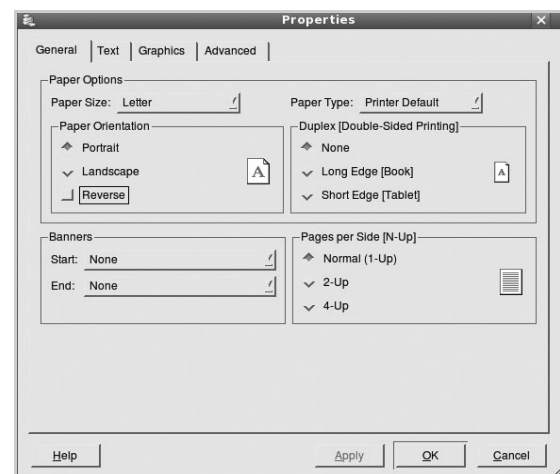 Properties
General Text Graphics Advanced
Paper Options
Paper Size: Letter Paper Type: Printer Default
Paper Orientation
Portrait
Landscape
Reverse
A
Duplex [Double-Sided Printing]
None
Long Edge [Book]
Short Edge [Tablet]
A
Banners
Start: None
End: None
Pages per Side [N-Up]
Normal (1-Up)
2-Up
4-Up
Help Apply OK Cancel